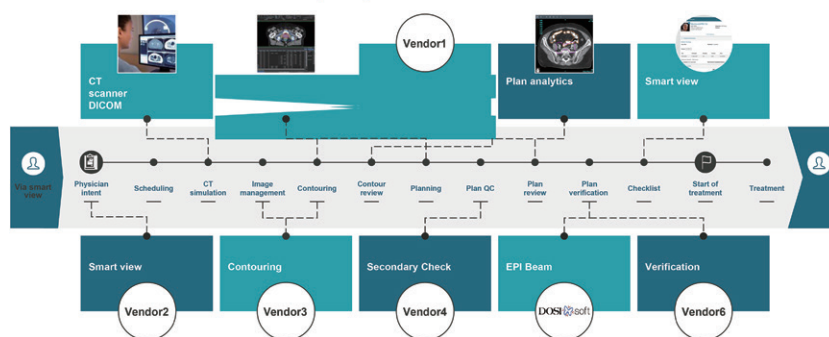 Vendor1
CT
scanner
DICOM
Plan analytics
Smart view
Via smart
view
Physician
intent
Scheduling
CT
simulation
Image
management
Contouring
Contour
review
Planning
Plan QC
Plan
review
Plan
verification
Checklist
Start of
treatment
Treatment
Smart view
Contouring
Secondary Check
EPI Beam
Verification
Vendor2
Vendor3
Vendor4
DOSIsoft
Vendor6